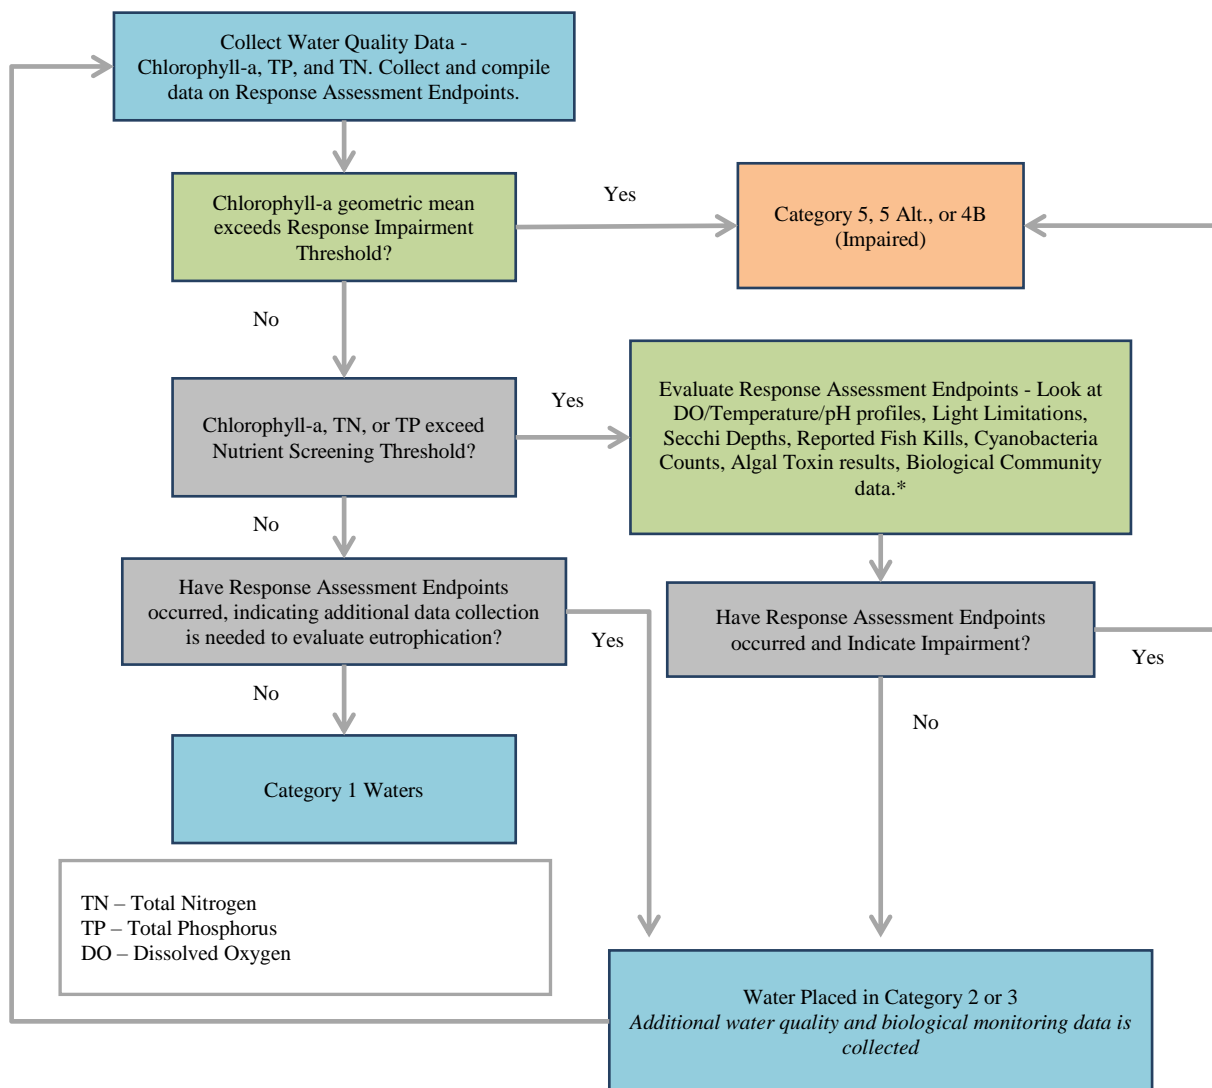 Collect Water Quality Data -
Chlorophyll-a, TP, and TN. Collect and compile
data on Response Assessment Endpoints.
Chlorophyll-a geometric mean
exceeds Response Impairment
Threshold?
Yes
Category 5, 5 Alt., or 4B
(Impaired)
No
Chlorophyll-a, TN, or TP exceed
Nutrient Screening Threshold?
Yes
Evaluate Response Assessment Endpoints - Look at
DO/Temperature/pH profiles, Light Limitations,
Secchi Depths, Reported Fish Kills, Cyanobacteria
Counts, Algal Toxin results, Biological Community
data.*
No
Have Response Assessment Endpoints
occurred, indicating additional data collection
is needed to evaluate eutrophication?
Yes
Have Response Assessment Endpoints
occurred and Indicate Impairment?
Yes
No
No
Category 1 Waters
TN – Total Nitrogen
TP – Total Phosphorus
DO – Dissolved Oxygen
Water Placed in Category 2 or 3
Additional water quality and biological monitoring data is
collected